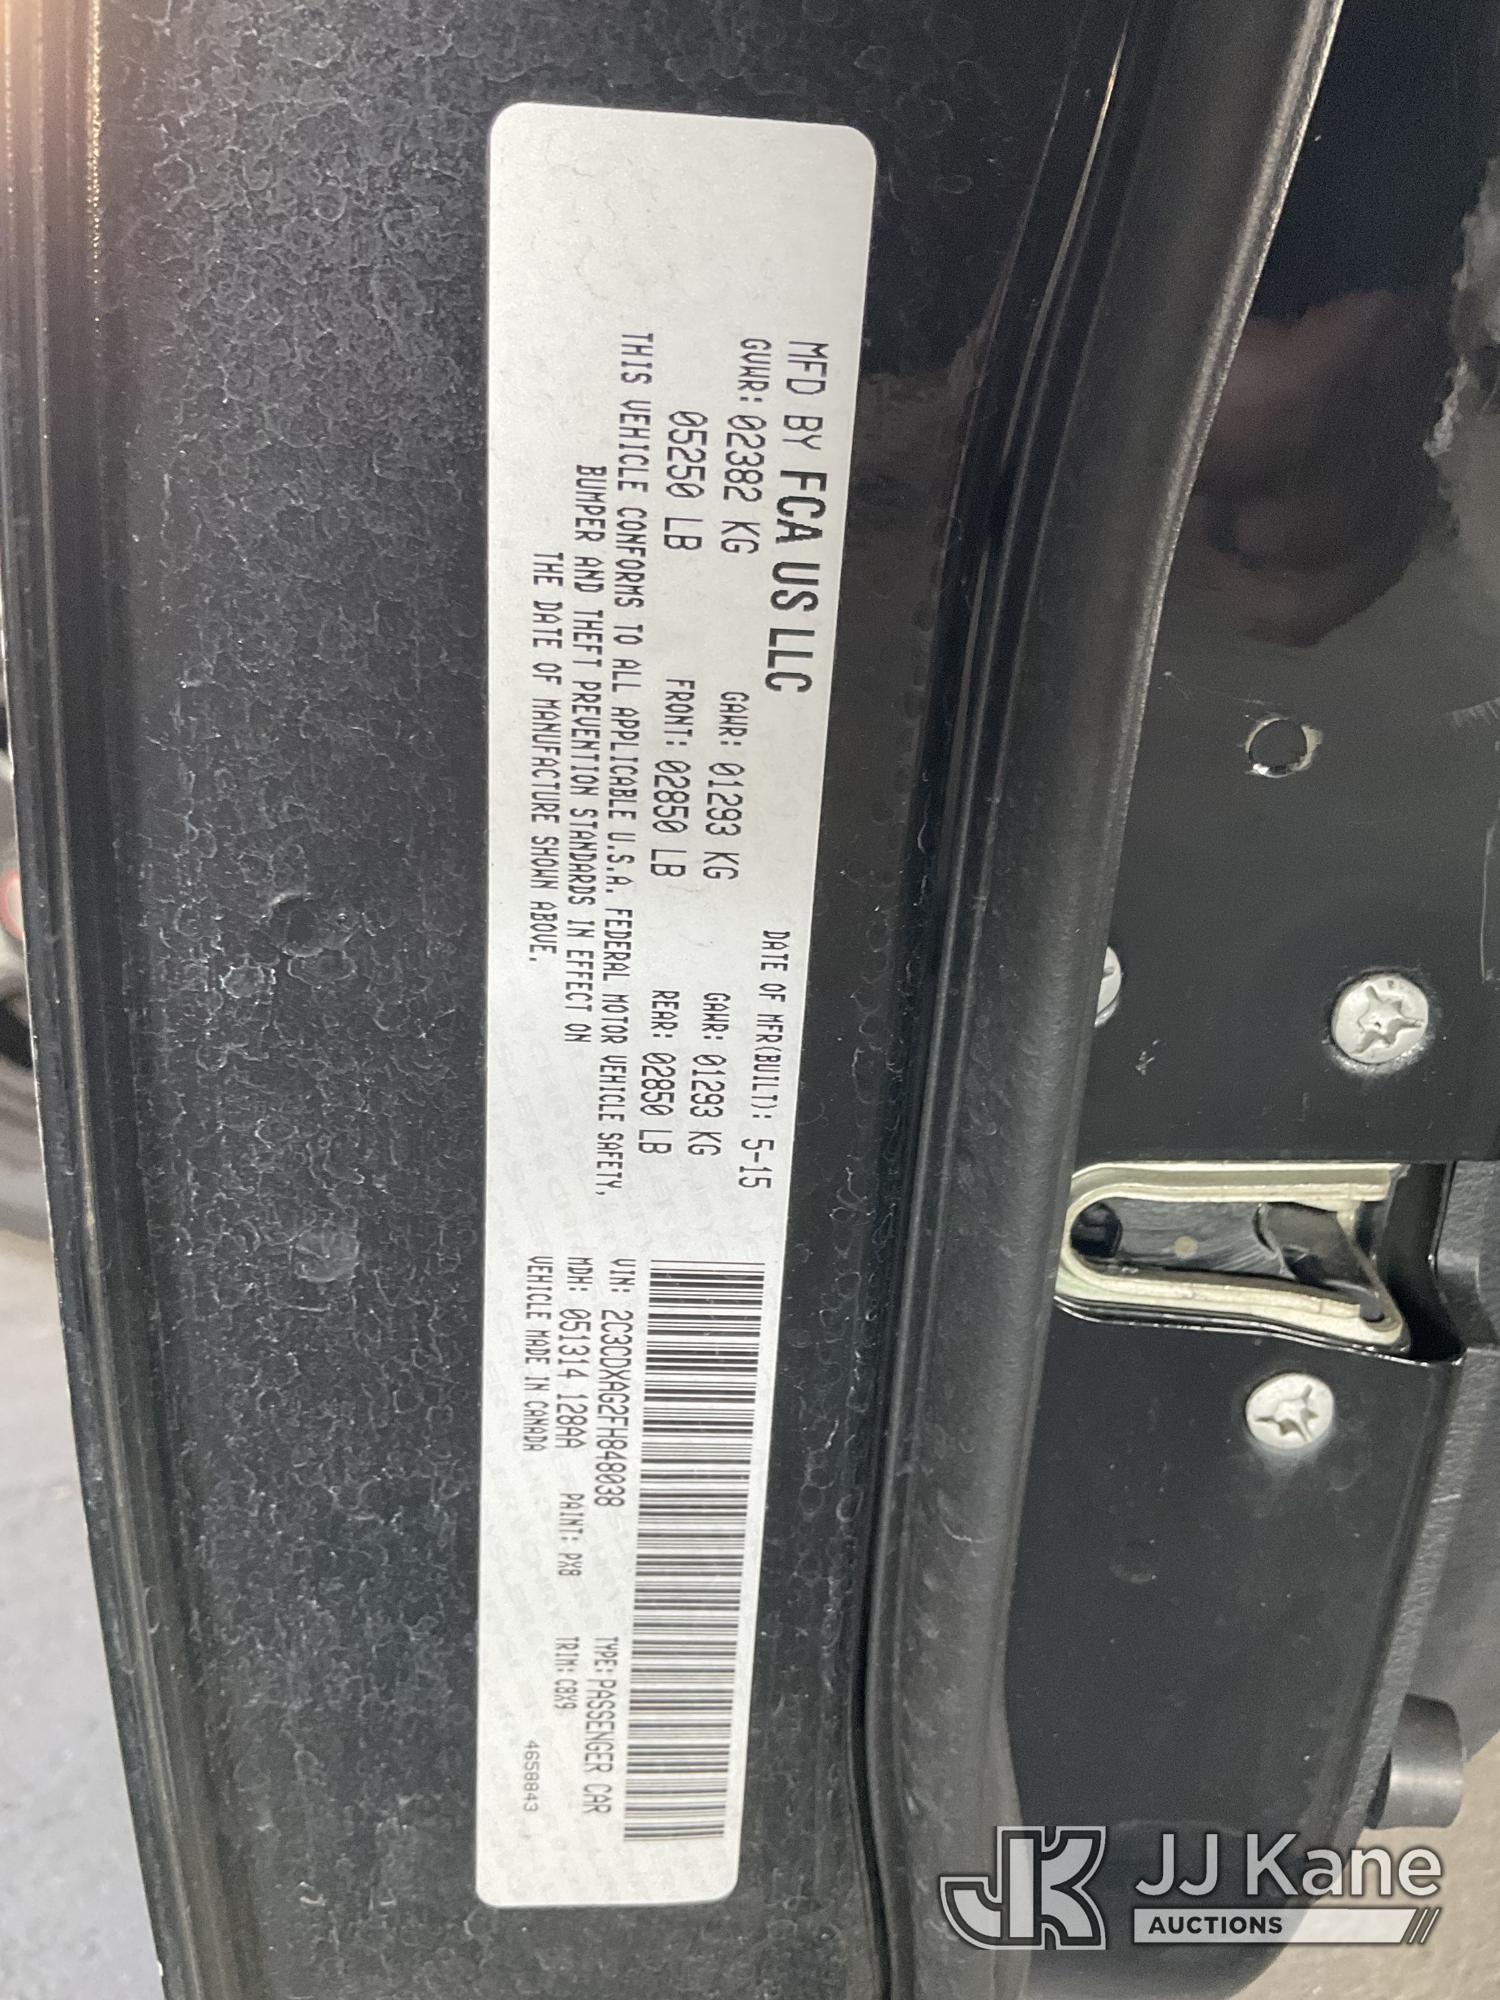 MFD BY FCA US LLC
DATE OF MFR(BUILT): 5-15
GVWR: 02382 KG
GAWR: 01293 KG
GAWR: 01293 KG
05250 LB
FRONT: 02850 LB
REAR: 02850 LB
THIS VEHICLE CONFORMS TO ALL APPLICABLE U.S.A. FEDERAL MOTOR VEHICLE SAFETY,
BUMPER AND THEFT PREVENTION STANDARDS IN EFFECT ON
THE DATE OF MANUFACTURE SHOWN ABOVE.
VIN: 2C3CDXAG2FH848038
TYPE: PASSENGER CAR
MDH: 051314 128AA
PAINT: PX8
TRIM: C8X9
VEHICLE MADE IN CANADA
4658843
JK JJ Kane
AUCTIONS